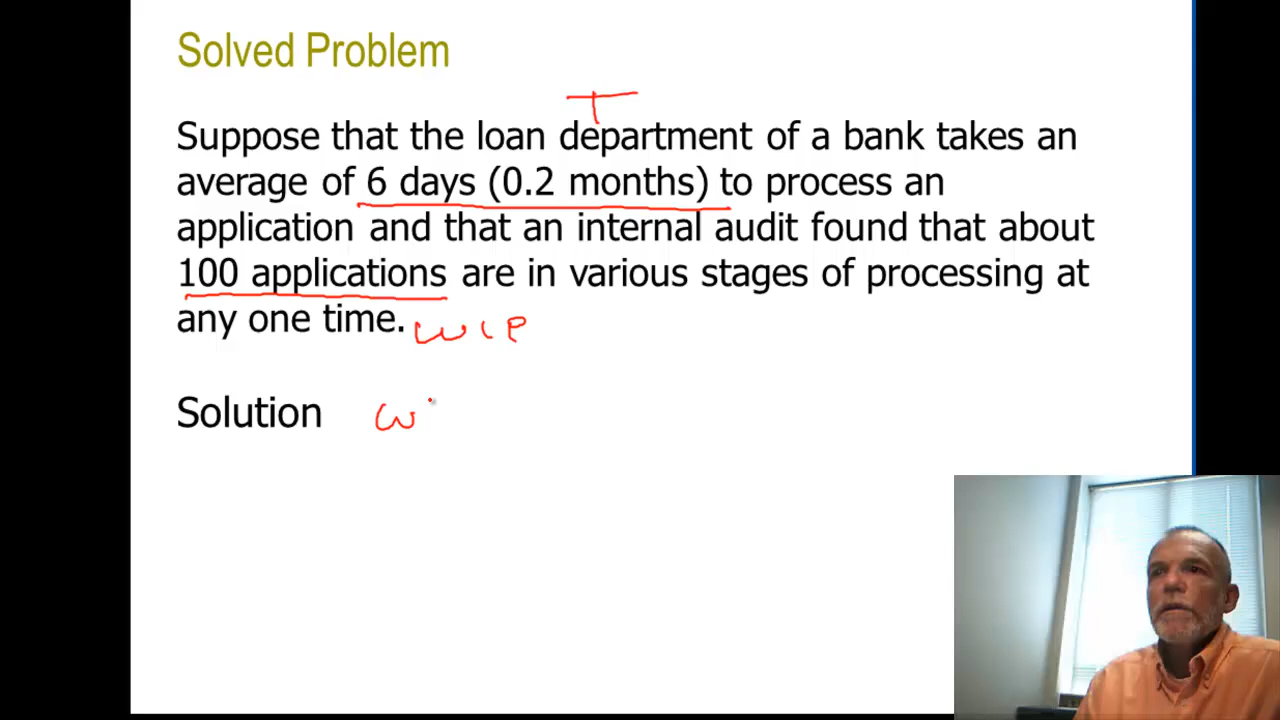 Solved Problem
T
Suppose that the loan department of a bank takes an
average of 6 days (0.2 months) to process an
application and that an internal audit found that about
100 applications are in various stages of processing at
any one time. WIP
Solution W